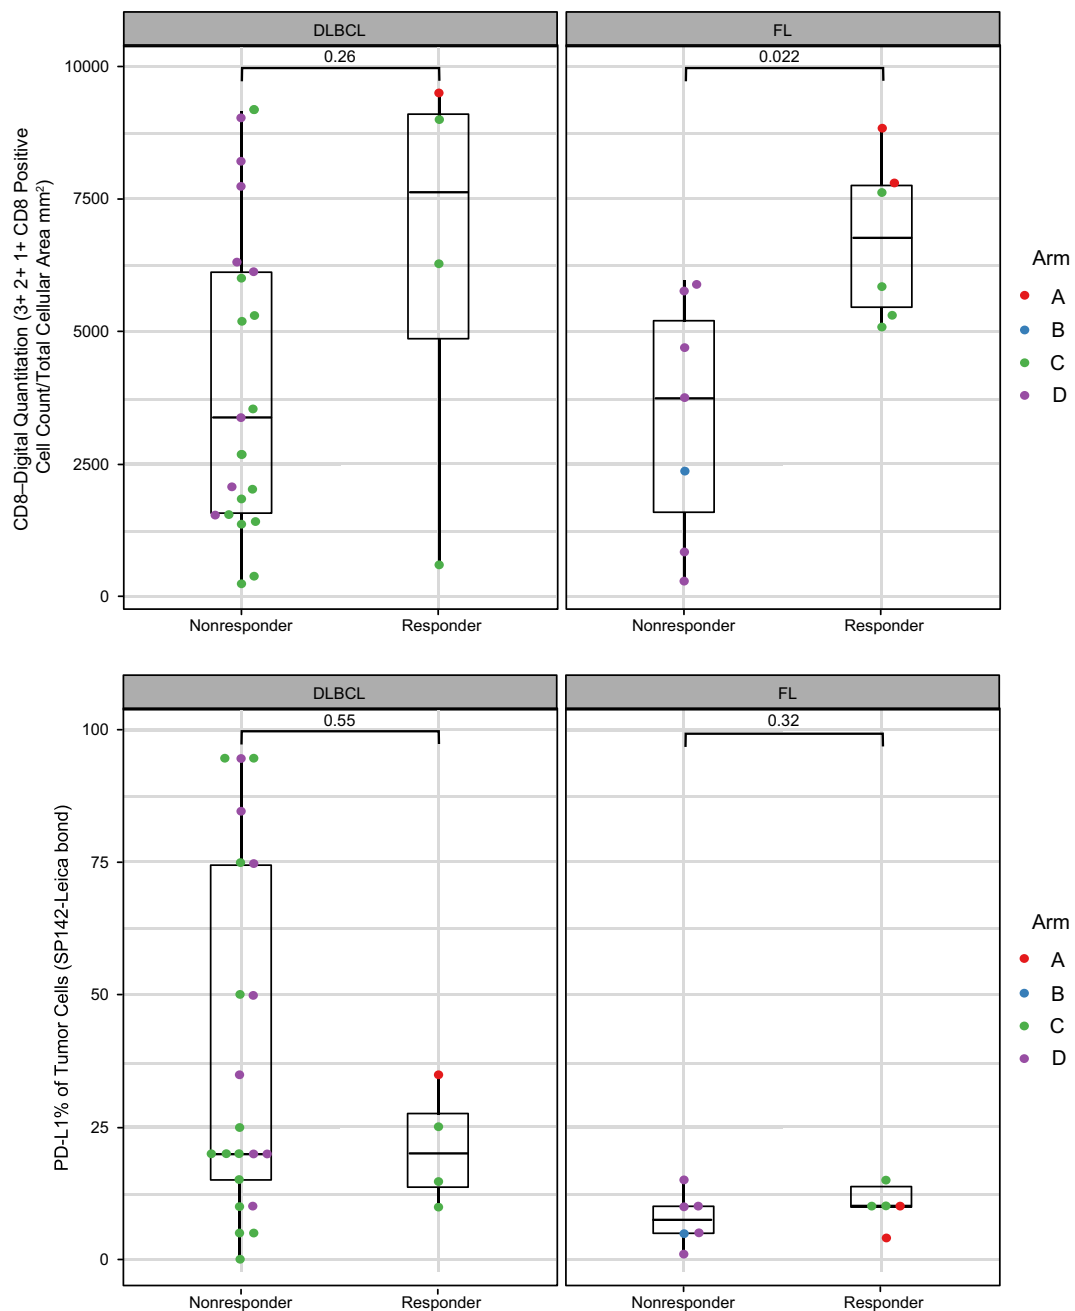 DLBCL
FL
0.26
0.022
10000
7500
5000
2500
0
CD8–Digital Quantitation (3+ 2+ 1+ CD8 Positive
Cell Count/Total Cellular Area mm²)
Nonresponder
Responder
Nonresponder
Responder
Arm
A
B
C
D
DLBCL
FL
0.55
0.32
100
75
50
25
0
PD-L1% of Tumor Cells (SP142-Leica bond)
Nonresponder
Responder
Nonresponder
Responder
Arm
A
B
C
D